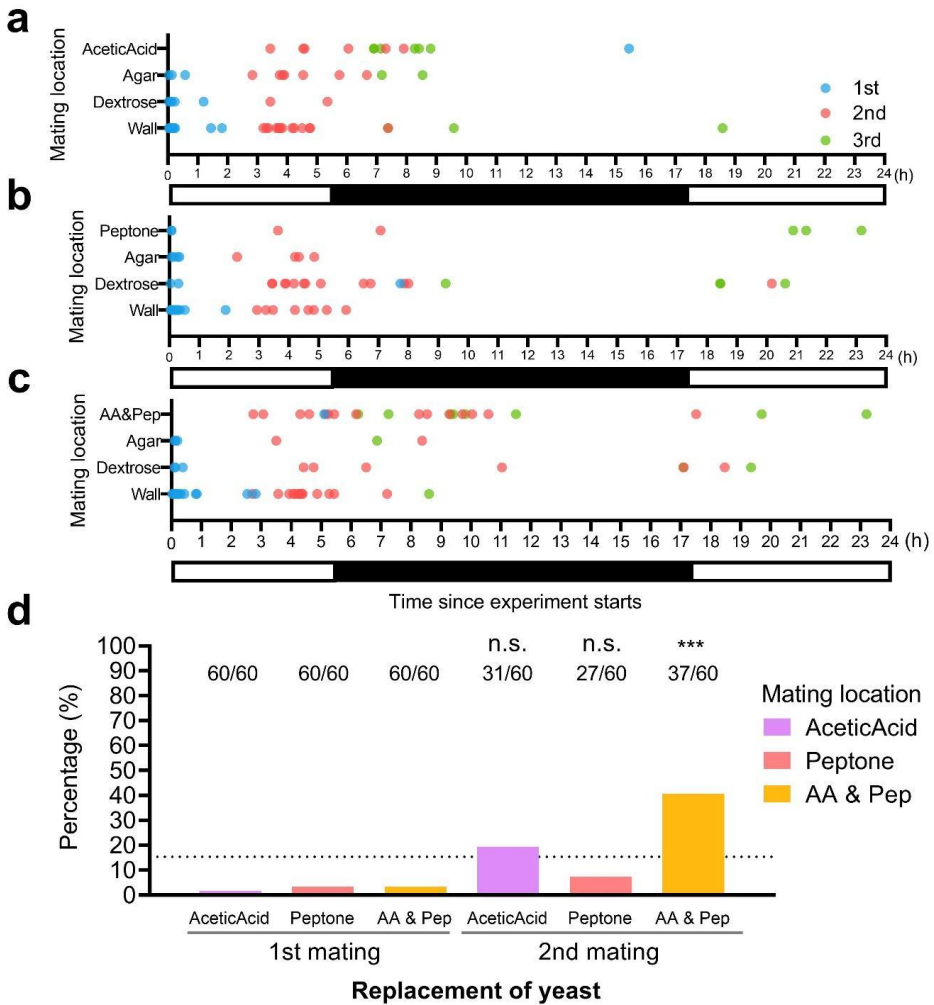 a
Mating location
AceticAcid
Agar
Dextrose
Wall
1st
2nd
3rd
0 1 2 3 4 5 6 7 8 9 10 11 12 13 14 15 16 17 18 19 20 21 22 23 24 (h)
b
Mating location
Peptone
Agar
Dextrose
Wall
0 1 2 3 4 5 6 7 8 9 10 11 12 13 14 15 16 17 18 19 20 21 22 23 24 (h)
c
Mating location
AA&Pep
Agar
Dextrose
Wall
0 1 2 3 4 5 6 7 8 9 10 11 12 13 14 15 16 17 18 19 20 21 22 23 24 (h)
Time since experiment starts
d
Percentage (%)
100
90
80
70
60
50
40
30
20
10
0
n.s. n.s. ***
60/60 60/60 60/60 31/60 27/60 37/60
Mating location
AceticAcid
Peptone
AA & Pep
AceticAcid Peptone AA & Pep AceticAcid Peptone AA & Pep
1st mating 2nd mating
Replacement of yeast